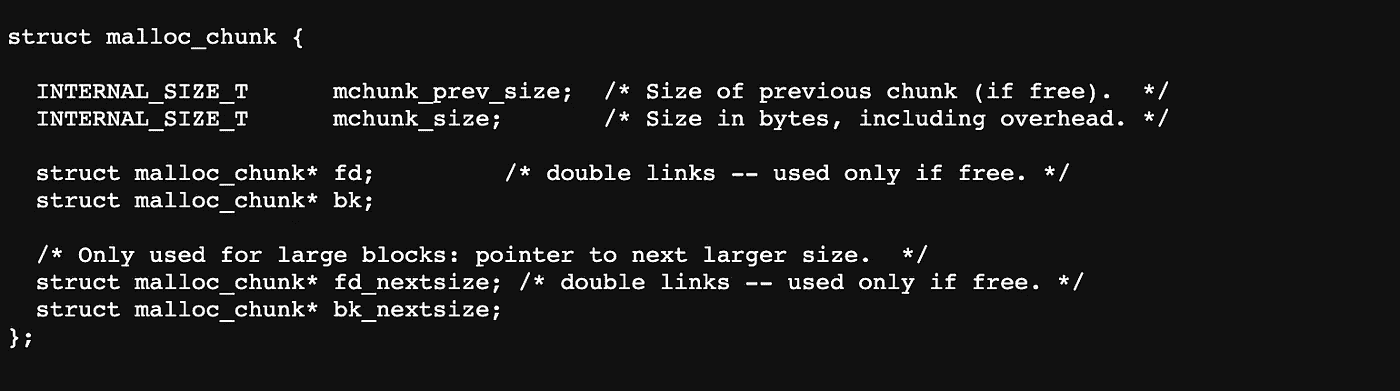 struct malloc_chunk {
INTERNAL_SIZE_T mchunk_prev_size; /* Size of previous chunk (if free). */
INTERNAL_SIZE_T mchunk_size; /* Size in bytes, including overhead. */
struct malloc_chunk* fd; /* double links -- used only if free. */
struct malloc_chunk* bk;
/* Only used for large blocks: pointer to next larger size. */
struct malloc_chunk* fd_nextsize; /* double links -- used only if free. */
struct malloc_chunk* bk_nextsize;
};